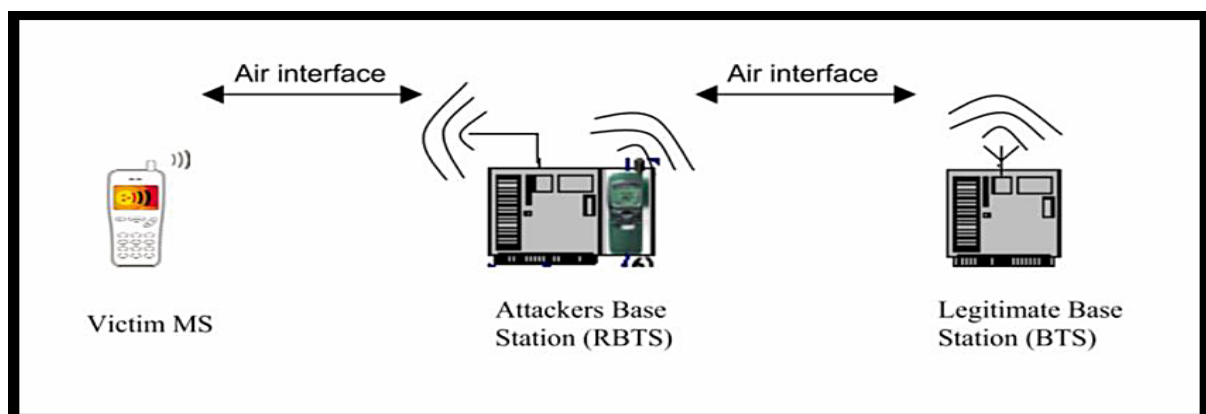 Air interface
Air interface
Victim MS
Attackers Base
Station (RBTS)
Legitimate Base
Station (BTS)